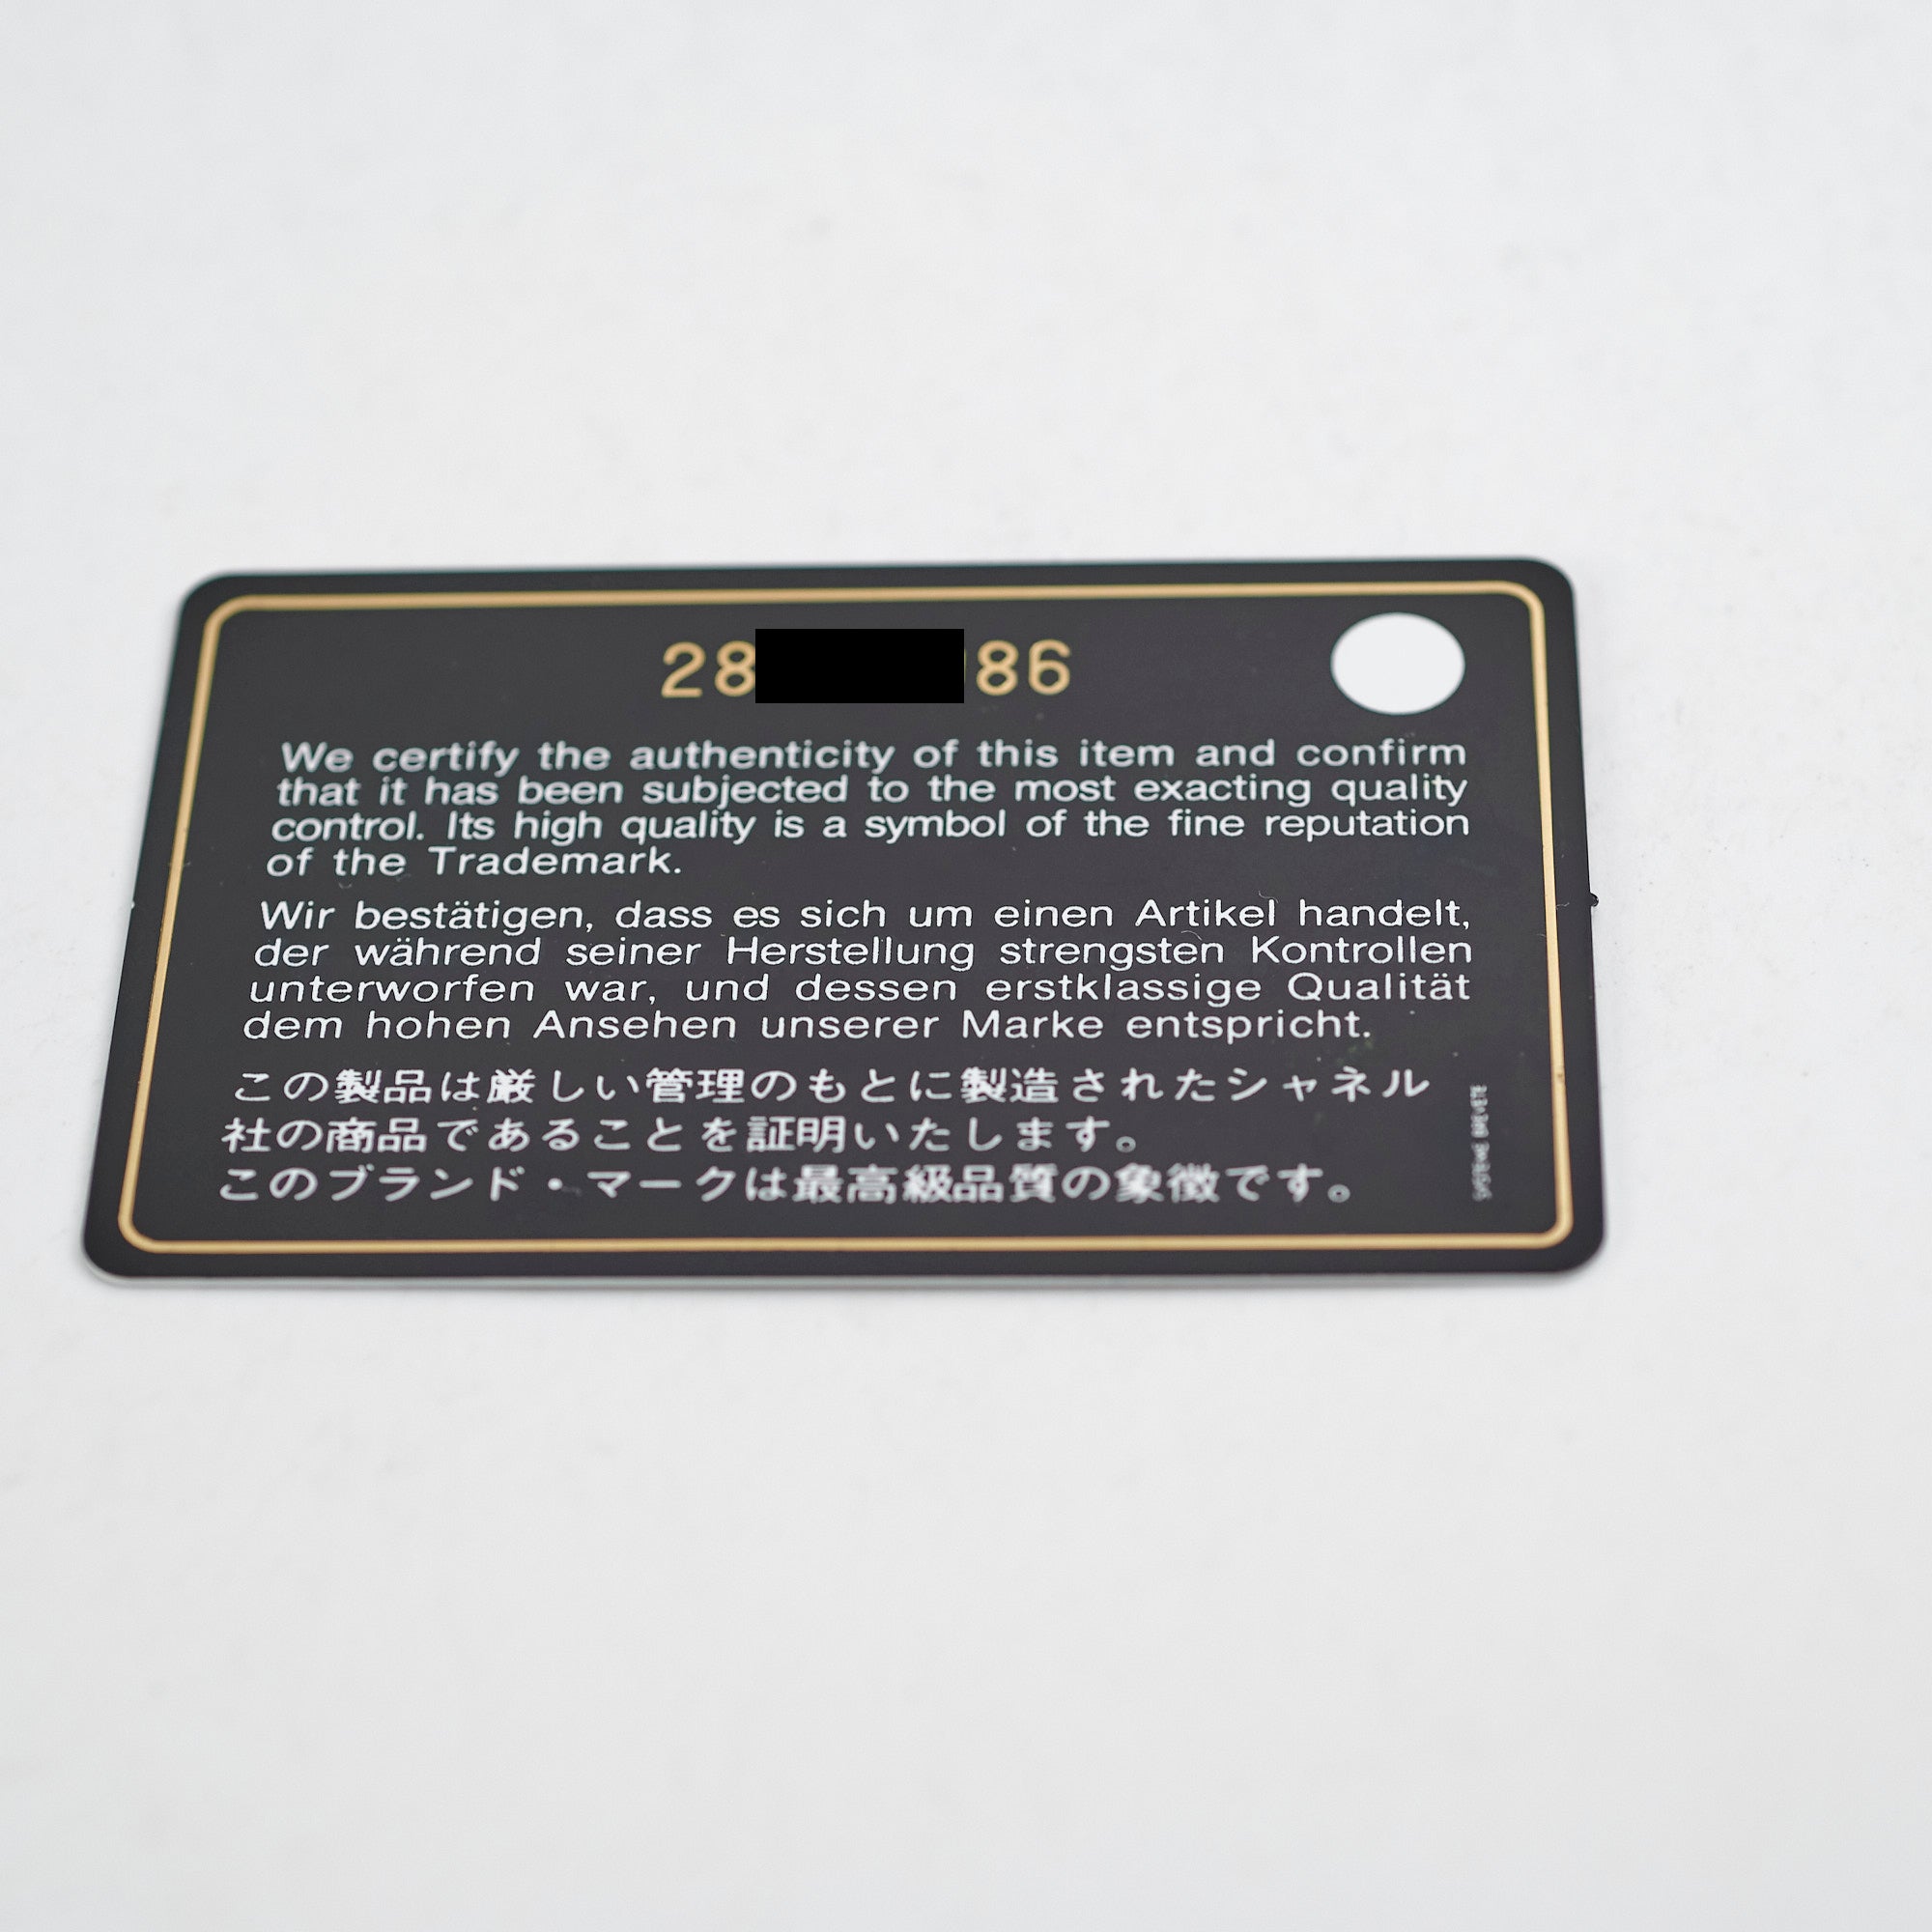 28 86
We certify the authenticity of this item and confirm
that it has been subjected to the most exacting quality
control. Its high quality is a symbol of the fine reputation
of the Trademark.
Wir bestätigen, dass es sich um einen Artikel handelt,
der während seiner Herstellung strengsten Kontrollen
unterworfen war, und dessen erstklassige Qualität
dem hohen Ansehen unserer Marke entspricht.
この製品は厳しい管理のもとに製造されたシャネル
社の商品であることを証明いたします。
このブランド・マークは最高級品質の象徴です。
SYSTEME BREVETE